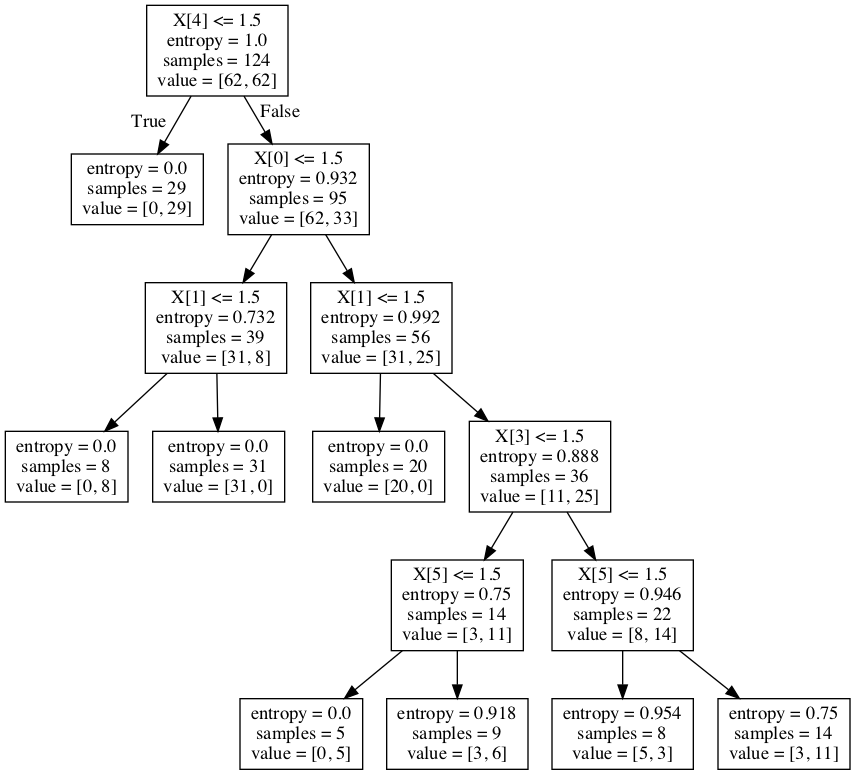 X[4] <= 1.5
entropy = 1.0
samples = 124
value = [62, 62]
True
False
entropy = 0.0
samples = 29
value = [0, 29]
X[0] <= 1.5
entropy = 0.932
samples = 95
value = [62, 33]
X[1] <= 1.5
entropy = 0.732
samples = 39
value = [31, 8]
X[1] <= 1.5
entropy = 0.992
samples = 56
value = [31, 25]
entropy = 0.0
samples = 8
value = [0, 8]
entropy = 0.0
samples = 31
value = [31, 0]
entropy = 0.0
samples = 20
value = [20, 0]
X[3] <= 1.5
entropy = 0.888
samples = 36
value = [11, 25]
X[5] <= 1.5
entropy = 0.75
samples = 14
value = [3, 11]
X[5] <= 1.5
entropy = 0.946
samples = 22
value = [8, 14]
entropy = 0.0
samples = 5
value = [0, 5]
entropy = 0.918
samples = 9
value = [3, 6]
entropy = 0.954
samples = 8
value = [5, 3]
entropy = 0.75
samples = 14
value = [3, 11]